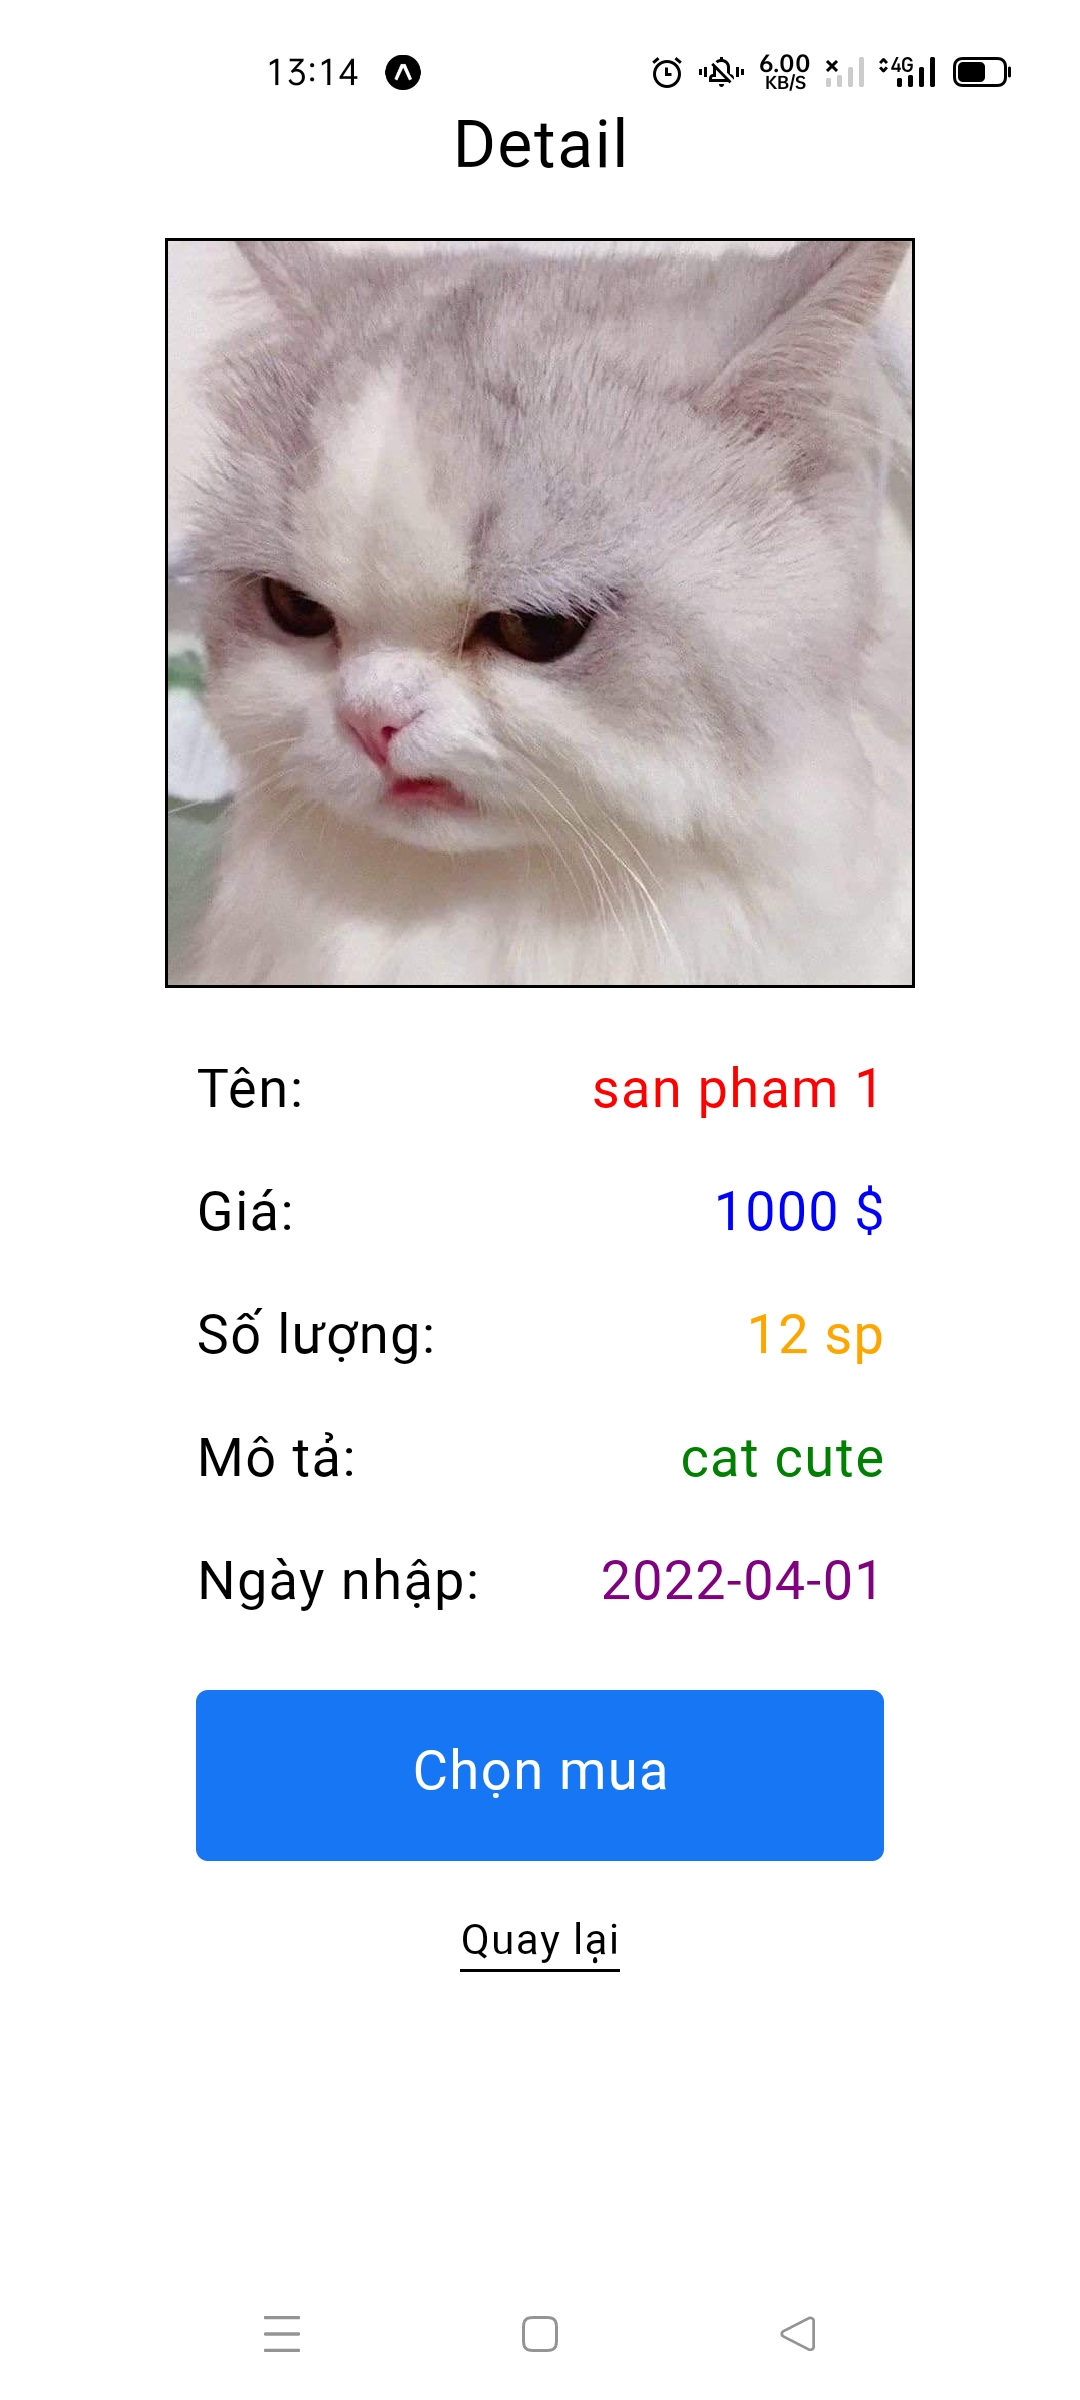 13:14 6.00 KB/S 4G
Detail
Tên: san pham 1
Giá: 1000 $
Số lượng: 12 sp
Mô tả: cat cute
Ngày nhập: 2022-04-01
Chọn mua
Quay lại